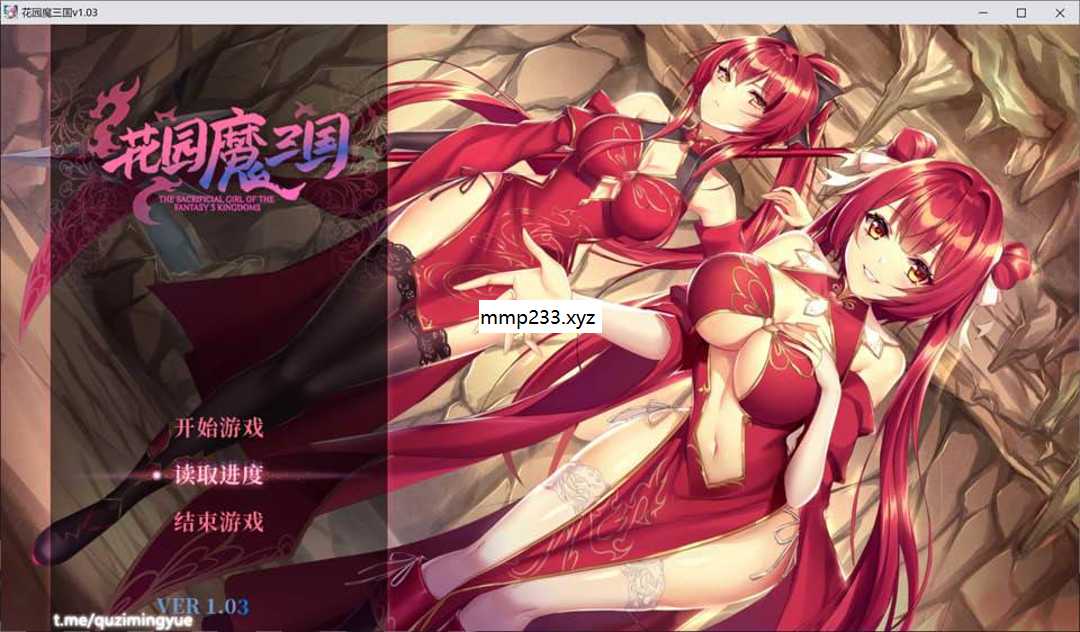 花园魔三国v1.03
花园魔三国
THE SACRIFICIAL GIRL OF THE
FANTASY 3 KINGDOMS
mmp233.xyz
开始游戏
读取进度
结束游戏
VER 1.03
t.me/quzimingyue